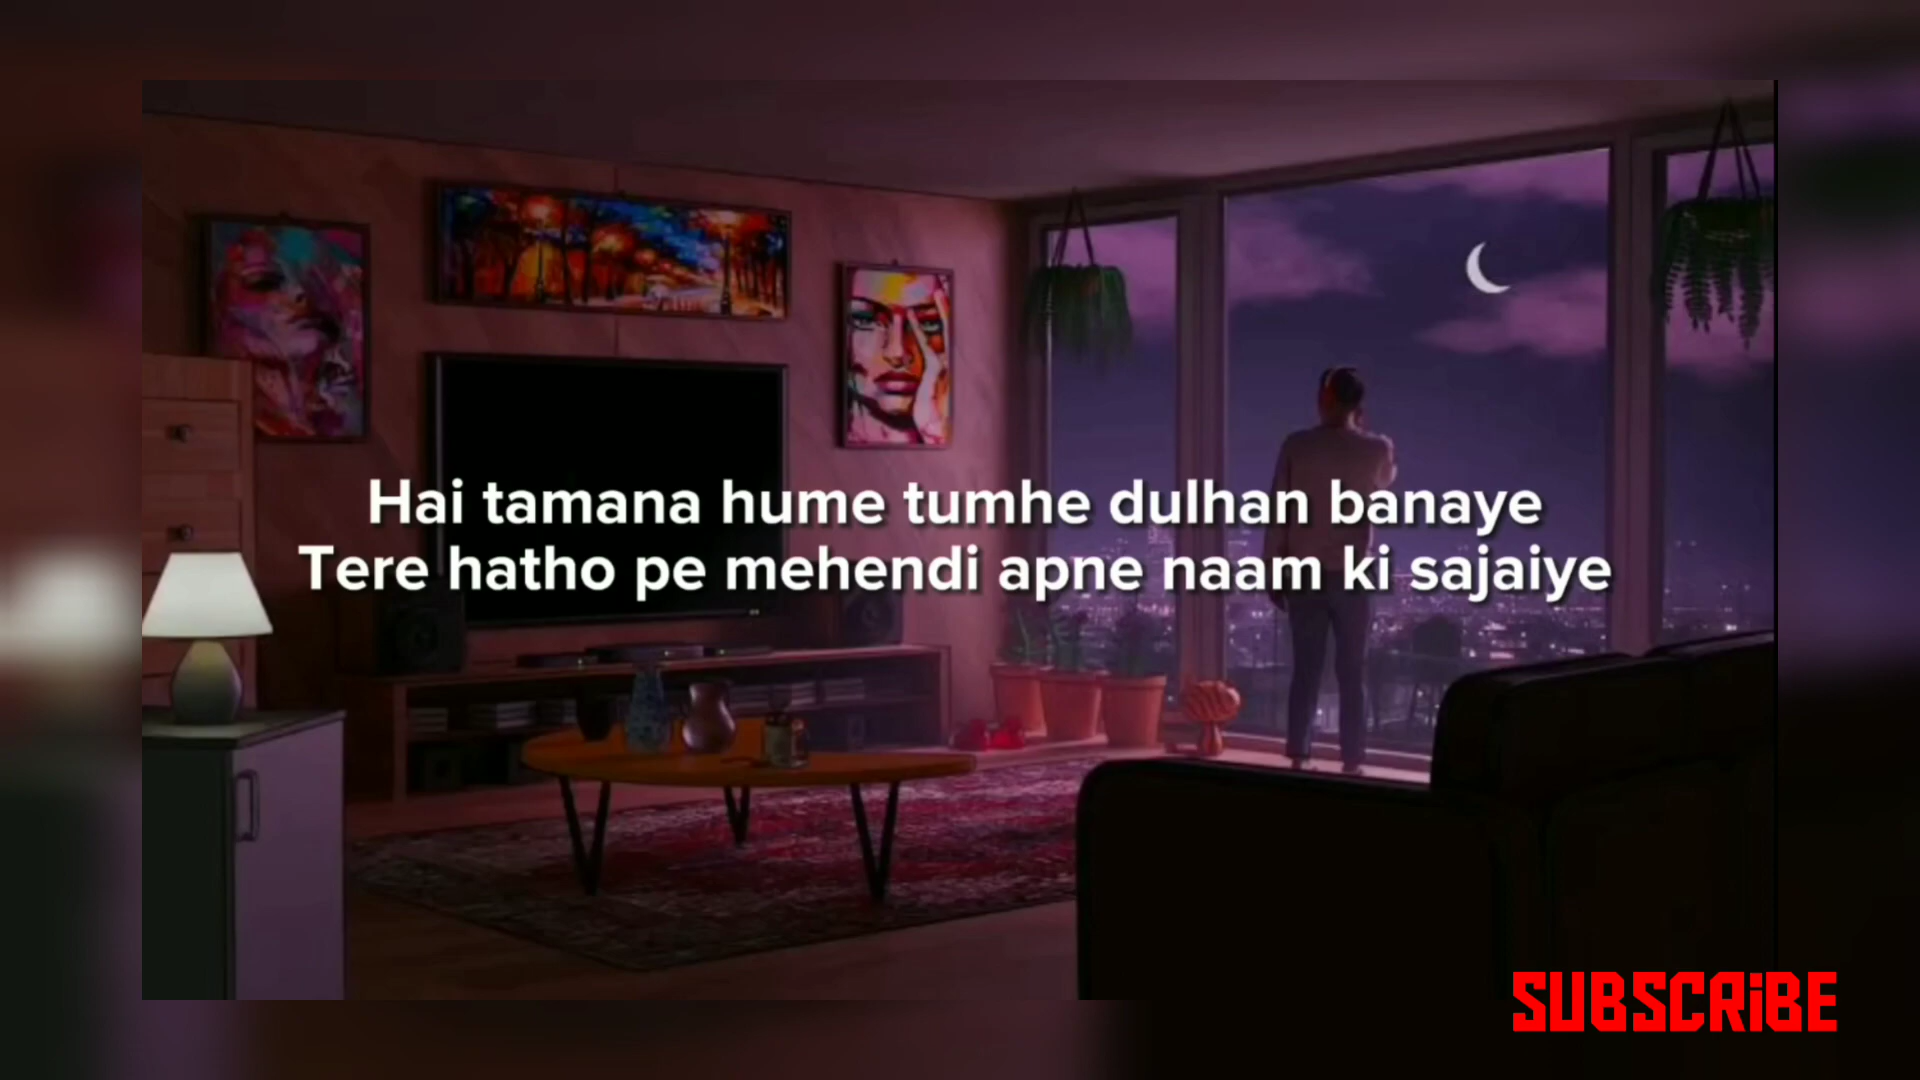 Hai tamana hume tumhe dulhan banaye
Tere hatho pe mehendi apne naam ki sajaiye
SUBSCRiBE